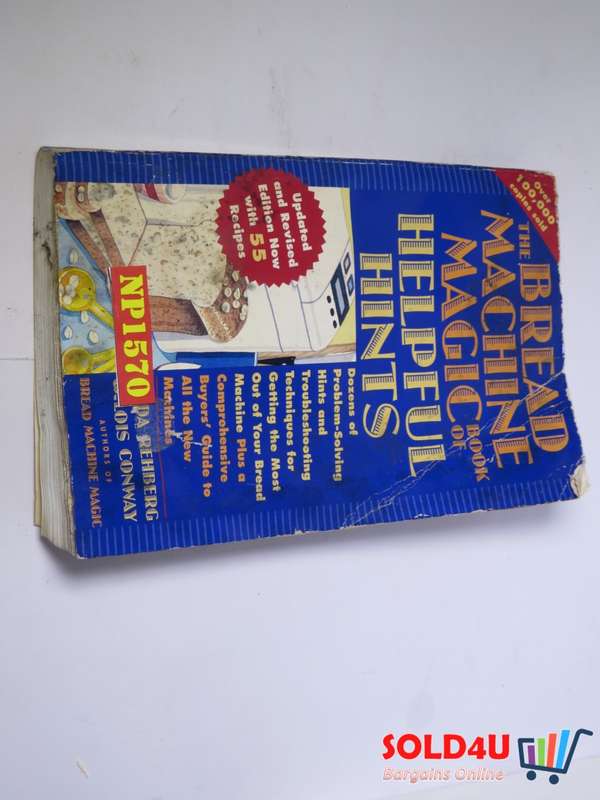 Over
100,000
copies sold
THE BREAD
MACHINE
MAGIC BOOK
OF
HELPFUL
HINTS
Updated
and Revised
Edition Now
with 55
Recipes
Dozens of
Problem-Solving
Hints and
Troubleshooting
Techniques for
Getting the Most
Out of Your Bread
Machine Plus a
Comprehensive
Buyers' Guide to
All the New
NP1570
REHBERG
CONWAY
AUTHORS OF
BREAD MACHINE MAGIC
SOLD4U
Bargains Online